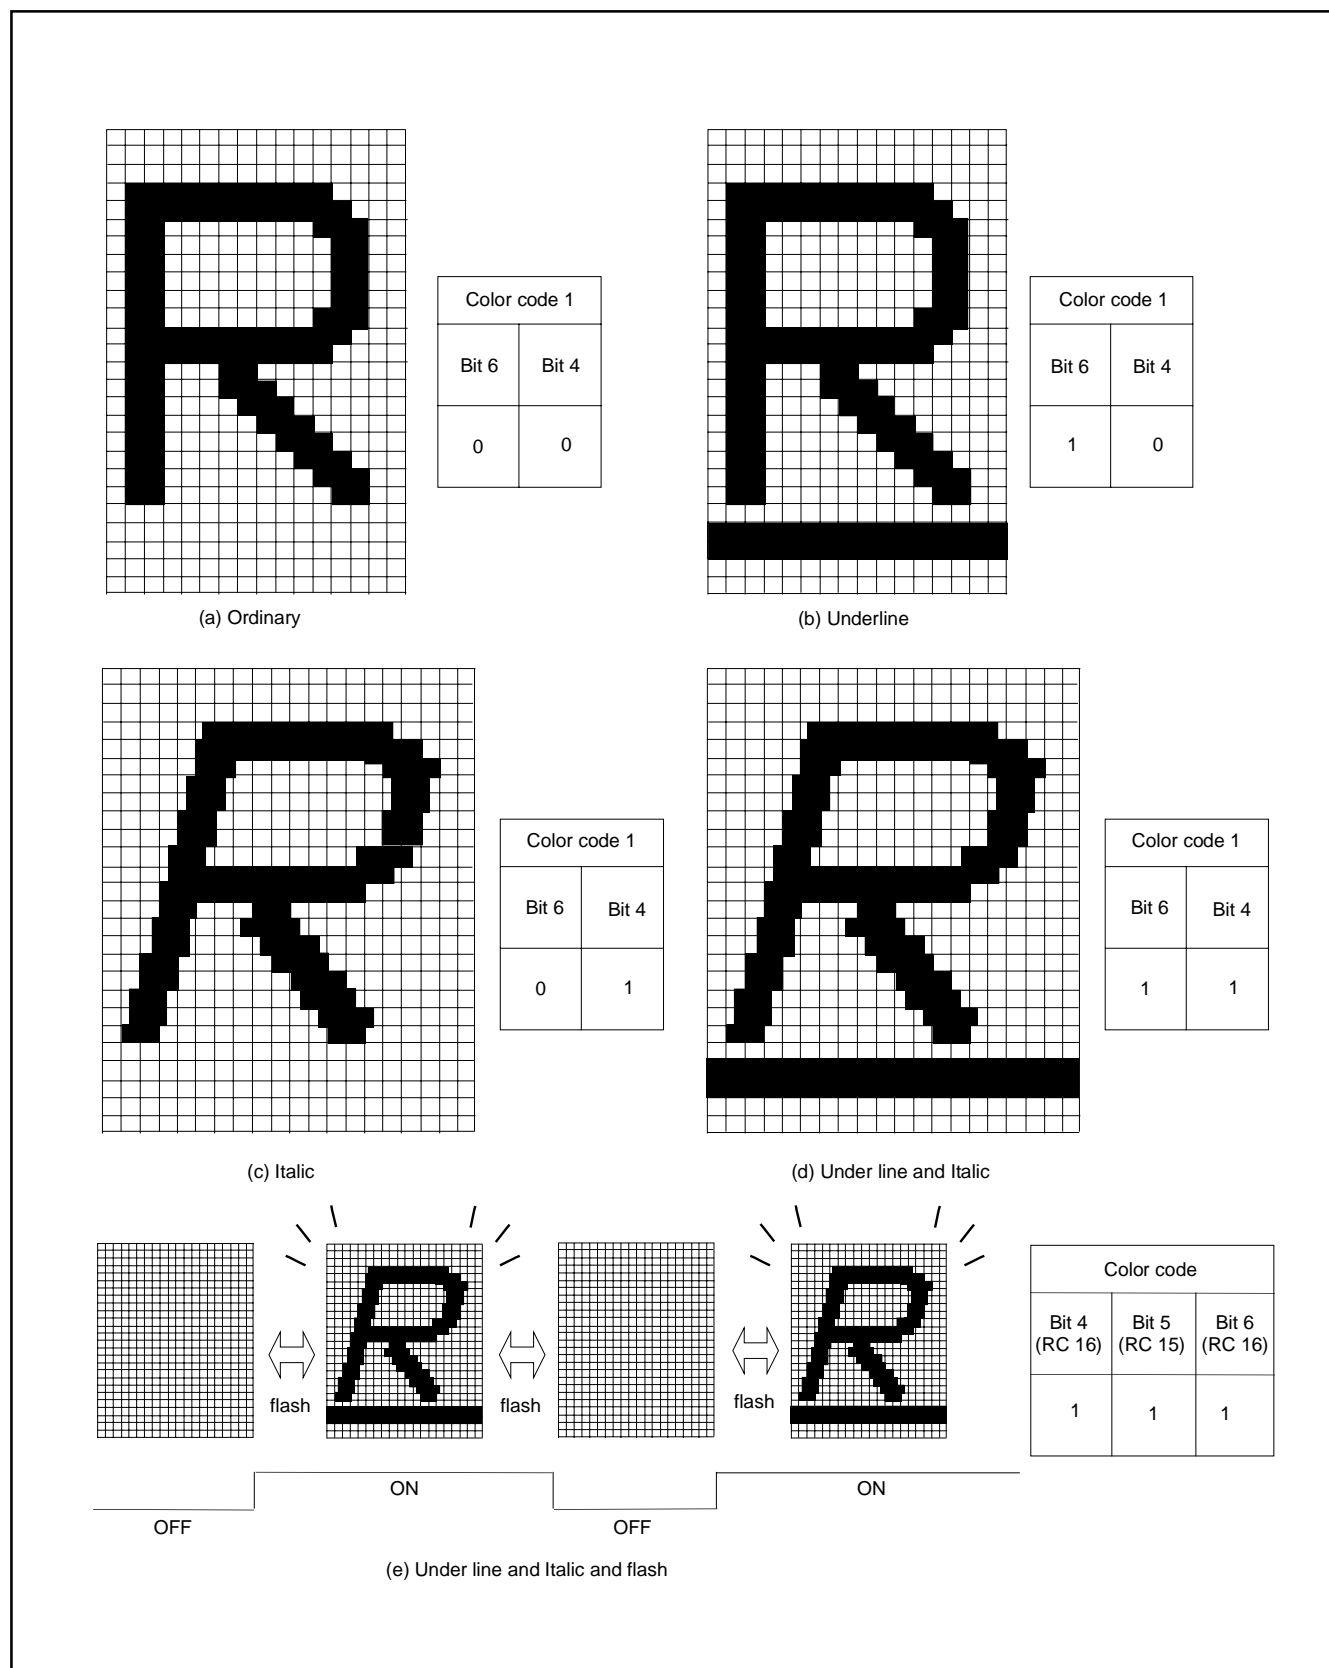 Color code 1
Bit 6 Bit 4
0 0
(a) Ordinary
Color code 1
Bit 6 Bit 4
1 0
(b) Underline
Color code 1
Bit 6 Bit 4
0 1
(c) Italic
Color code 1
Bit 6 Bit 4
1 1
(d) Under line and Italic
flash
flash
flash
Color code
Bit 4 Bit 5 Bit 6
(RC 16) (RC 15) (RC 16)
1 1 1
OFF
ON
OFF
ON
(e) Under line and Italic and flash